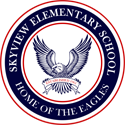 SKYVIEW ELEMENTARY SCHOOL
HOME OF THE EAGLES